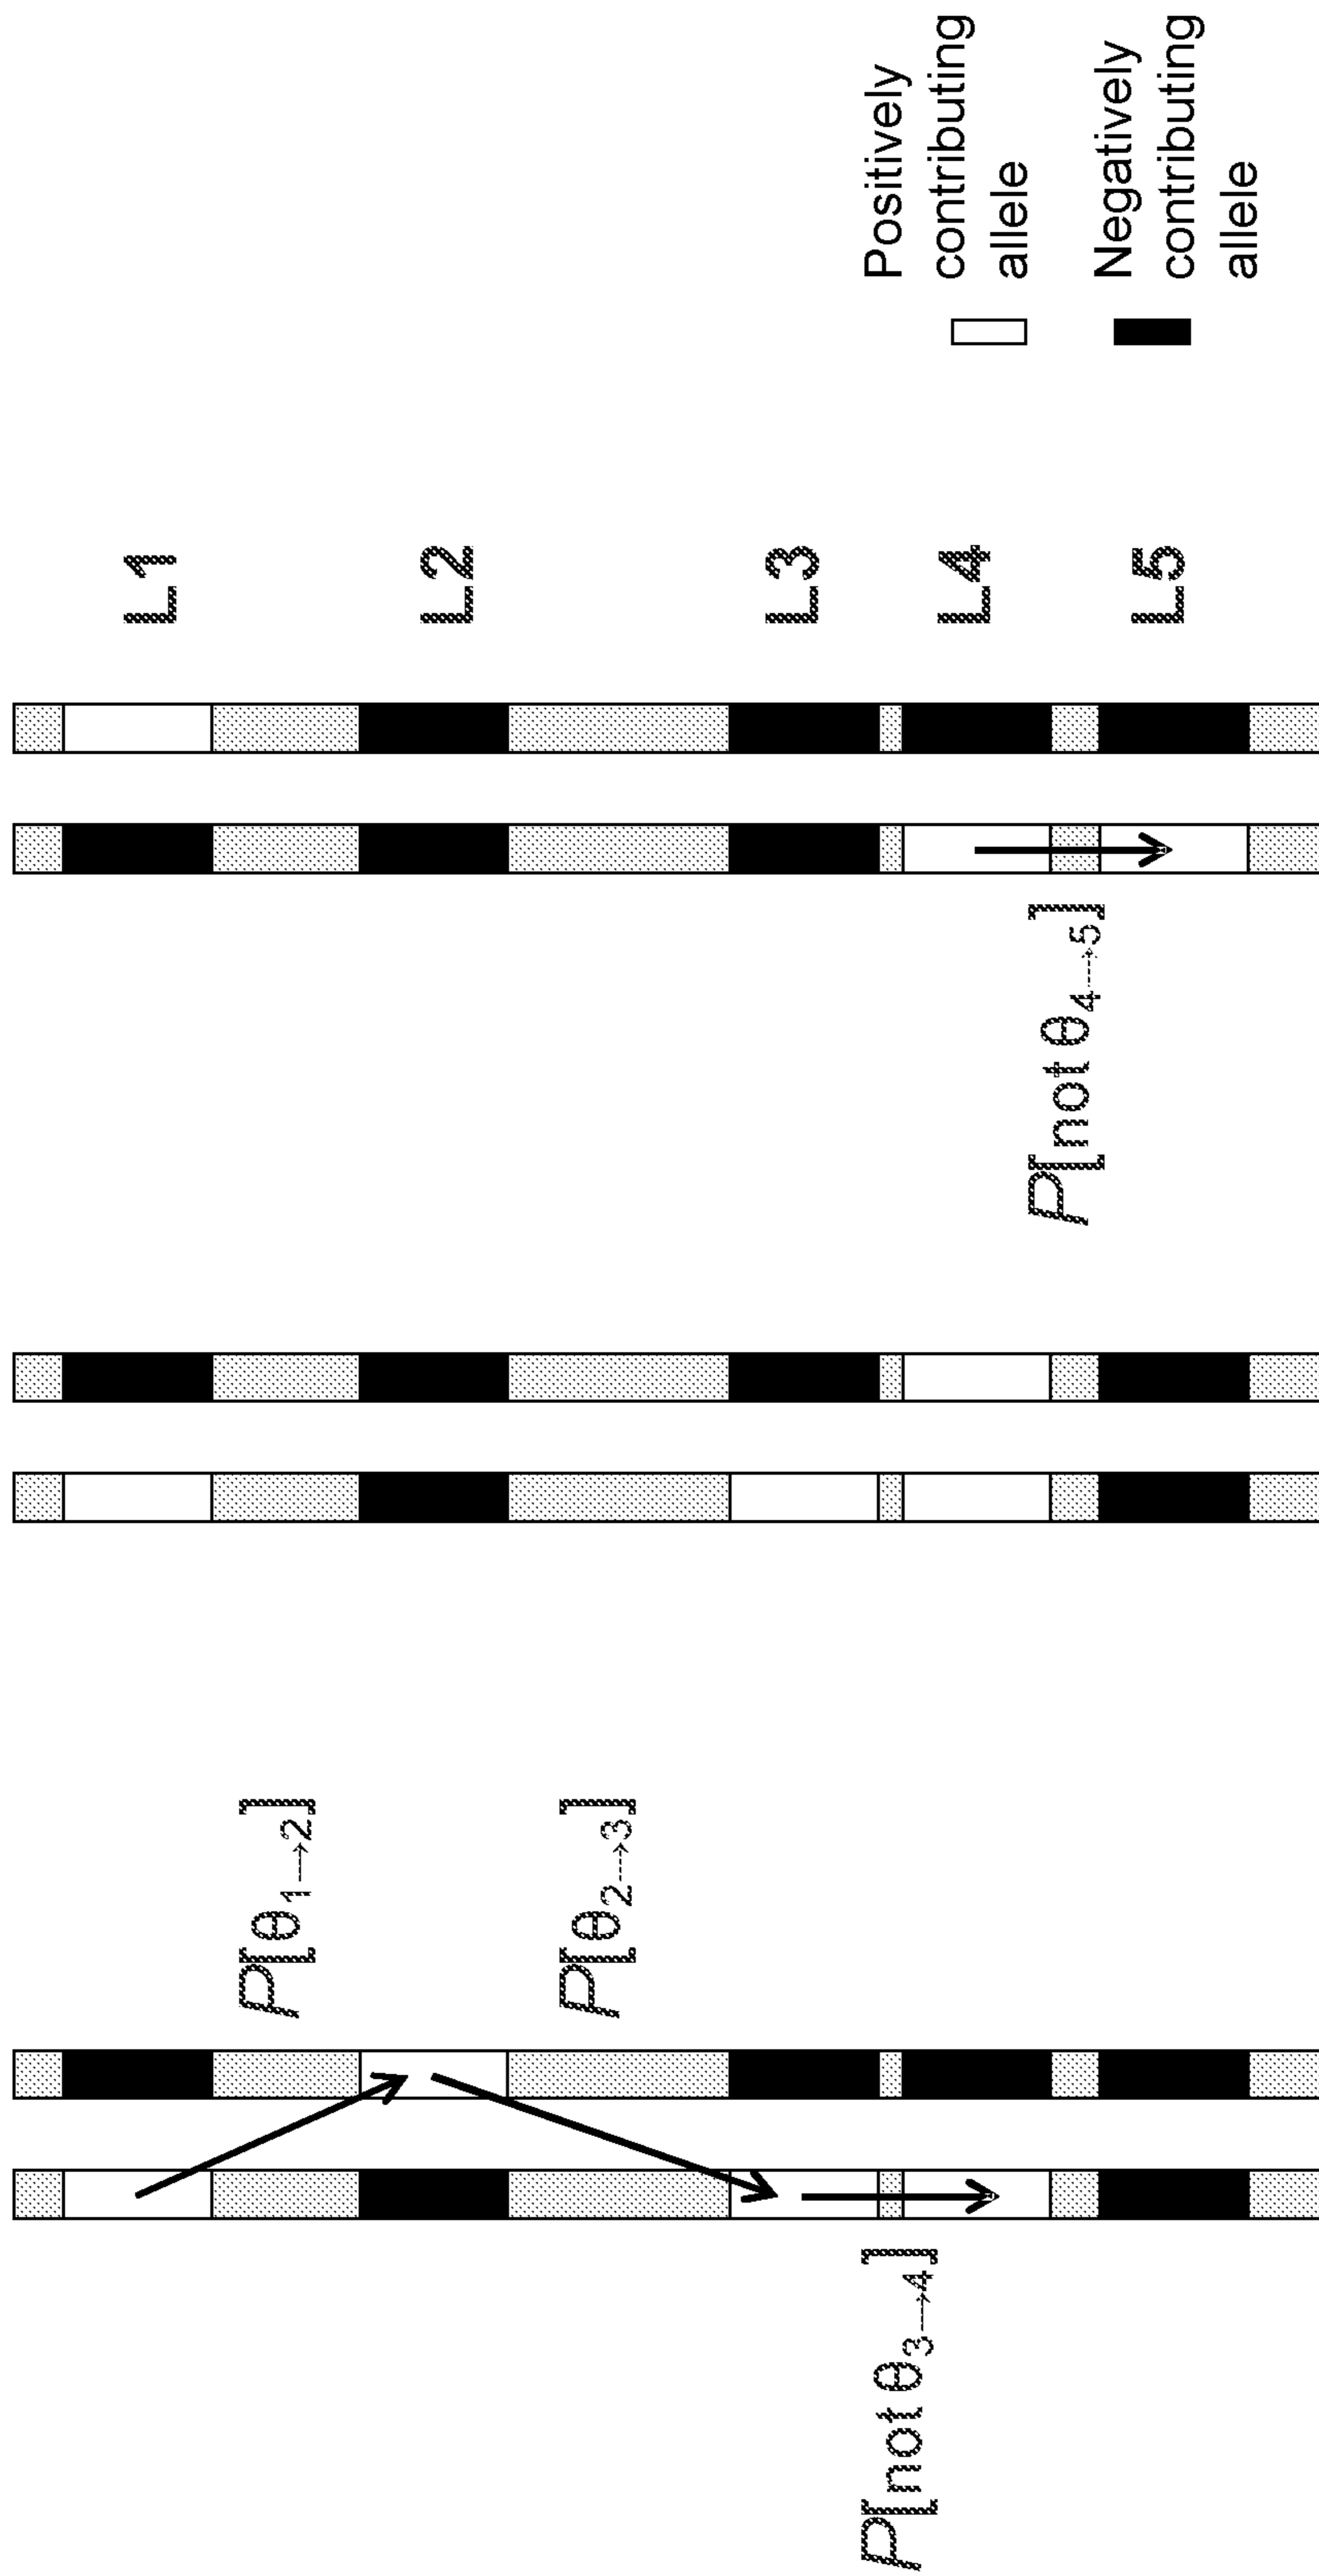 P[θ1→2]
P[θ2→3]
P[not θ3→4]
P[not θ4→5]
L1
L2
L3
L4
L5
Positively
contributing
allele
Negatively
contributing
allele